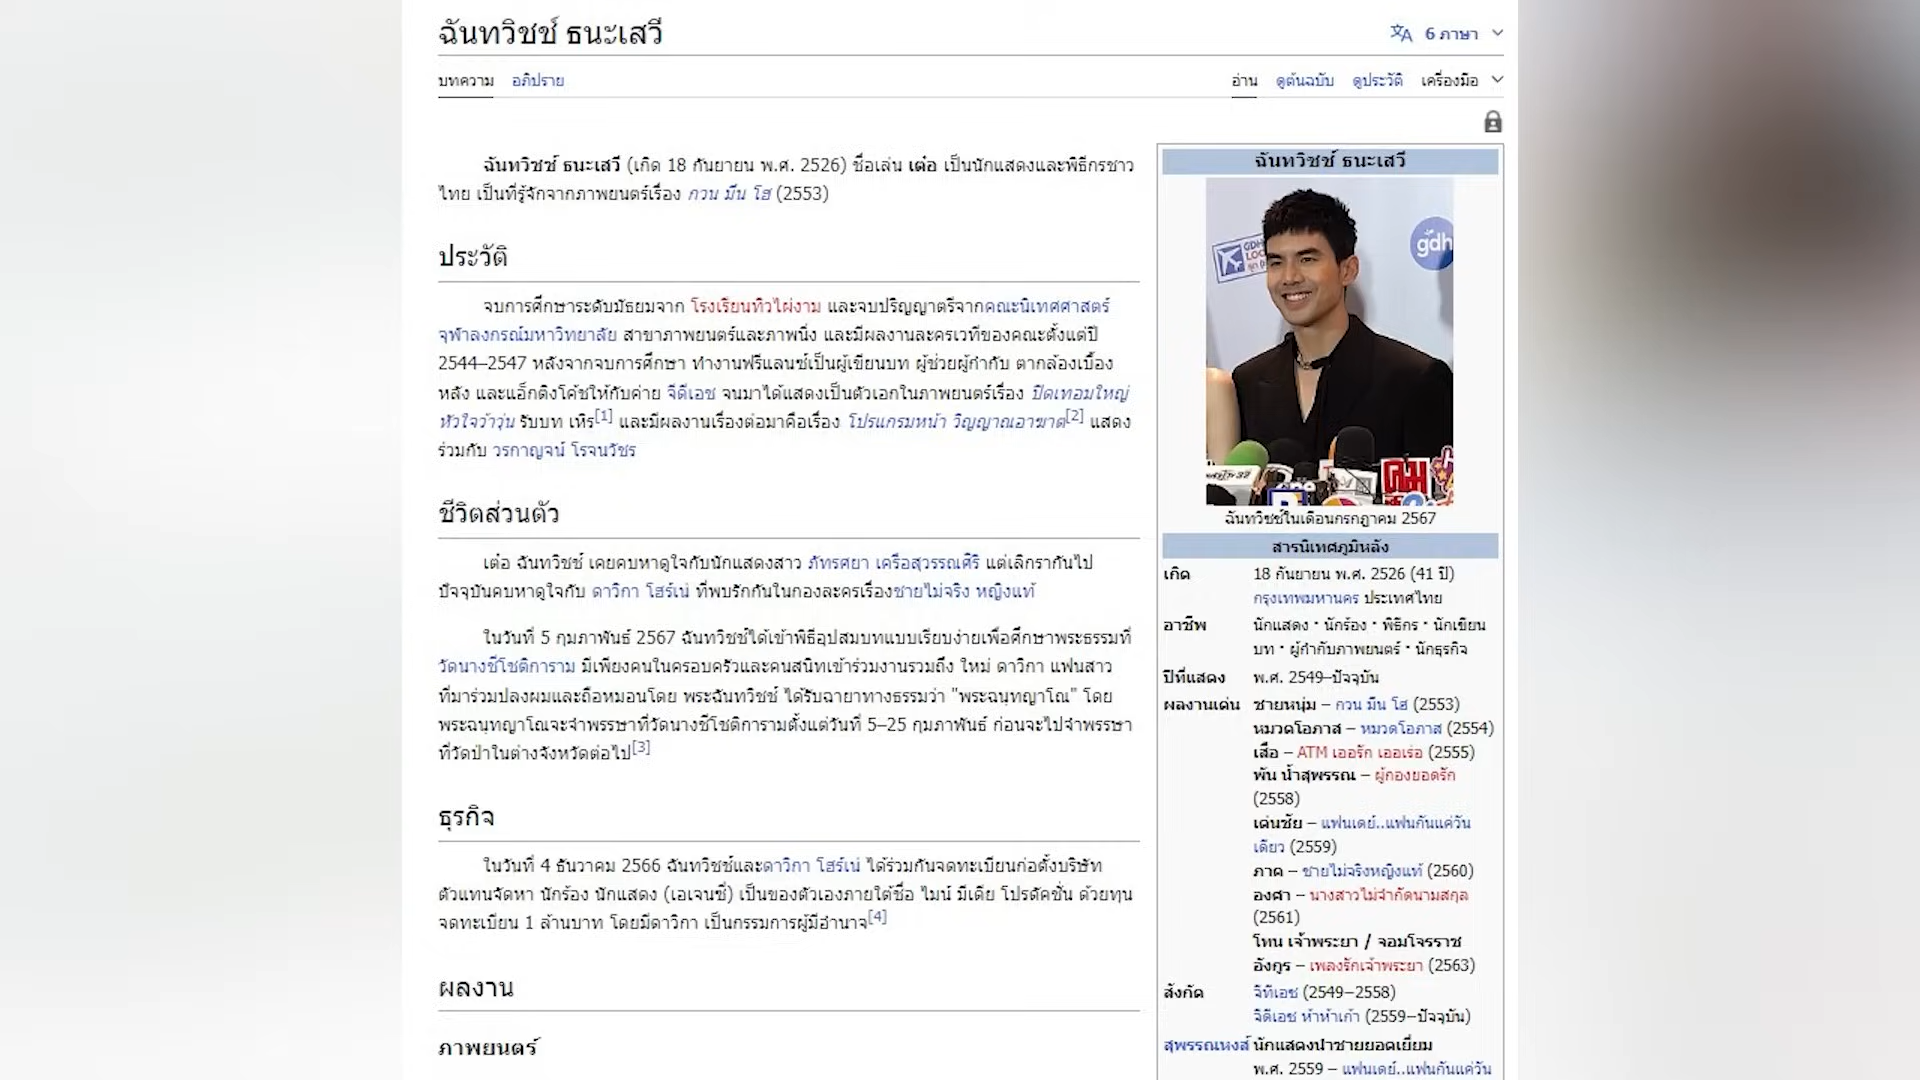 ฉันทวิชช์ ธนะเสวี
6 ภาษา
บทความ อภิปราย
อ่าน ดูต้นฉบับ ดูประวัติ เครื่องมือ
ฉันทวิชช์ ธนะเสวี (เกิด 18 กันยายน พ.ศ. 2526) ชื่อเล่น เต๋อ เป็นนักแสดงและพิธีกรชาว
ไทย เป็นที่รู้จักจากภาพยนตร์เรื่อง กวน มึน โฮ (2553)
ประวัติ
จบการศึกษาระดับมัธยมจาก โรงเรียนทิวไผ่งาม และจบปริญญาตรีจากคณะนิเทศศาสตร์
จุฬาลงกรณ์มหาวิทยาลัย สาขาภาพยนตร์และภาพนิ่ง และมีผลงานละครเวทีของคณะตั้งแต่ปี
2544–2547 หลังจากจบการศึกษา ทำงานฟรีแลนซ์เป็นผู้เขียนบท ผู้ช่วยผู้กำกับ ตากล้องเบื้อง
หลัง และแอ็กติงโค้ชให้กับค่าย จีดีเอช จนมาได้แสดงเป็นตัวเอกในภาพยนตร์เรื่อง ปิดเทอมใหญ่
หัวใจว้าวุ่น รับบท เหิร[1] และมีผลงานเรื่องต่อมาคือเรื่อง โปรแกรมหน้า วิญญาณอาฆาต[2] แสดง
ร่วมกับ วรกาญจน์ โรจนวัชร
ชีวิตส่วนตัว
เต๋อ ฉันทวิชช์ เคยคบหาดูใจกับนักแสดงสาว ภัทรศยา เครือสุวรรณศิริ แต่เลิกรากันไป
ปัจจุบันคบหาดูใจกับ ดาวิกา โฮร์เน่ ที่พบรักกันในกองละครเรื่องชายไม่จริง หญิงแท้
ในวันที่ 5 กุมภาพันธ์ 2567 ฉันทวิชช์ได้เข้าพิธีอุปสมบทแบบเรียบง่ายเพื่อศึกษาพระธรรมที่
วัดนางชีโชติการาม มีเพียงคนในครอบครัวและคนสนิทเข้าร่วมงานรวมถึง ใหม่ ดาวิกา แฟนสาว
ที่มาร่วมปลงผมและถือหมอนโดย พระฉันทวิชช์ ได้รับฉายาทางธรรมว่า "พระฉนฺทญาโณ" โดย
พระฉนฺทญาโณจะจำพรรษาที่วัดนางชีโชติการามตั้งแต่วันที่ 5–25 กุมภาพันธ์ ก่อนจะไปจำพรรษา
ที่วัดป่าในต่างจังหวัดต่อไป[3]
ธุรกิจ
ในวันที่ 4 ธันวาคม 2566 ฉันทวิชช์และดาวิกา โฮร์เน่ ได้ร่วมกันจดทะเบียนก่อตั้งบริษัท
ตัวแทนจัดหา นักร้อง นักแสดง (เอเจนซี่) เป็นของตัวเองภายใต้ชื่อ ไมน์ มีเดีย โปรดัคชั่น ด้วยทุน
จดทะเบียน 1 ล้านบาท โดยมีดาวิกา เป็นกรรมการผู้มีอำนาจ[4]
ผลงาน
ภาพยนตร์
ฉันทวิชช์ ธนะเสวี
gdh
คม
ฉันทวิชช์ในเดือนกรกฎาคม 2567
สารนิเทศภูมิหลัง
เกิด 18 กันยายน พ.ศ. 2526 (41 ปี)
กรุงเทพมหานคร ประเทศไทย
อาชีพ นักแสดง · นักร้อง · พิธีกร · นักเขียน
บท · ผู้กำกับภาพยนตร์ · นักธุรกิจ
ปีที่แสดง พ.ศ. 2549–ปัจจุบัน
ผลงานเด่น ชายหนุ่ม – กวน มึน โฮ (2553)
หมวดโอภาส – หมวดโอภาส (2554)
เสือ – ATM เออรัก เออเร่อ (2555)
พัน น้ำสุพรรณ – ผู้กองยอดรัก
(2558)
เด่นชัย – แฟนเดย์..แฟนกันแค่วัน
เดียว (2559)
ภาค – ชายไม่จริงหญิงแท้ (2560)
องศา – นางสาวไม่จำกัดนามสกุล
(2561)
โทน เจ้าพระยา / จอมโจรราช
อังกูร – เพลงรักเจ้าพระยา (2563)
สังกัด จีทีเอช (2549–2558)
จีดีเอช ห้าห้าเก้า (2559–ปัจจุบัน)
สุพรรณหงส์ นักแสดงนำชายยอดเยี่ยม
พ.ศ. 2559 – แฟนเดย์..แฟนกันแค่วัน